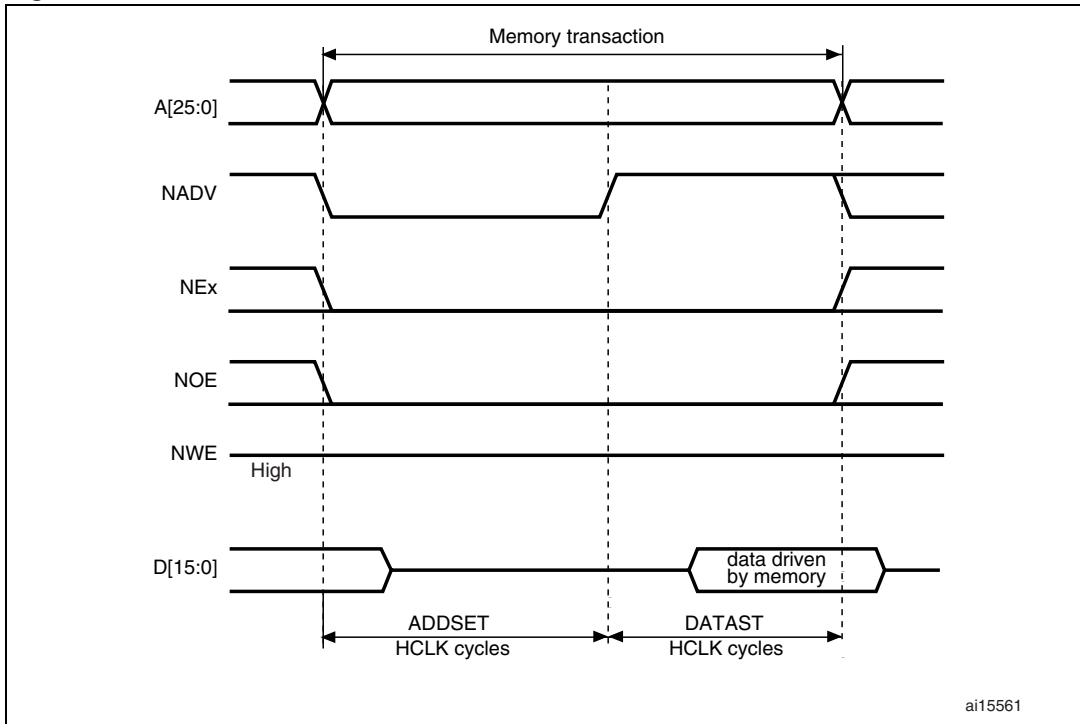 Memory transaction
A[25:0]
NADV
NEx
NOE
NWE
High
D[15:0]
data driven
by memory
ADDSET
HCLK cycles
DATAST
HCLK cycles
ai15561